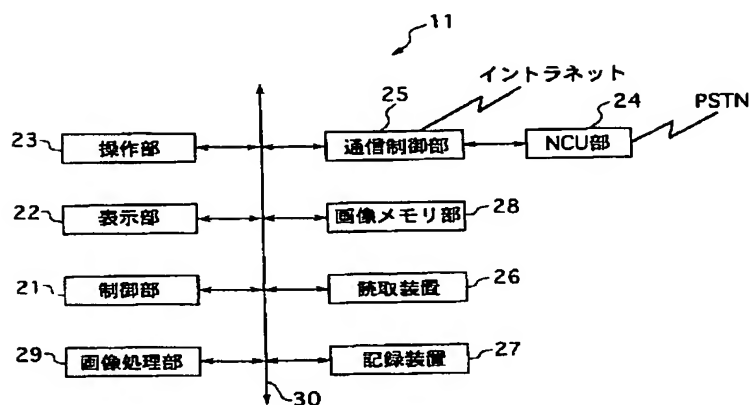 11
イントラネット
25
24
PSTN
23
操作部
通信制御部
NCU部
22
表示部
画像メモリ部
28
21
制御部
読取装置
26
29
画像処理部
記録装置
27
30